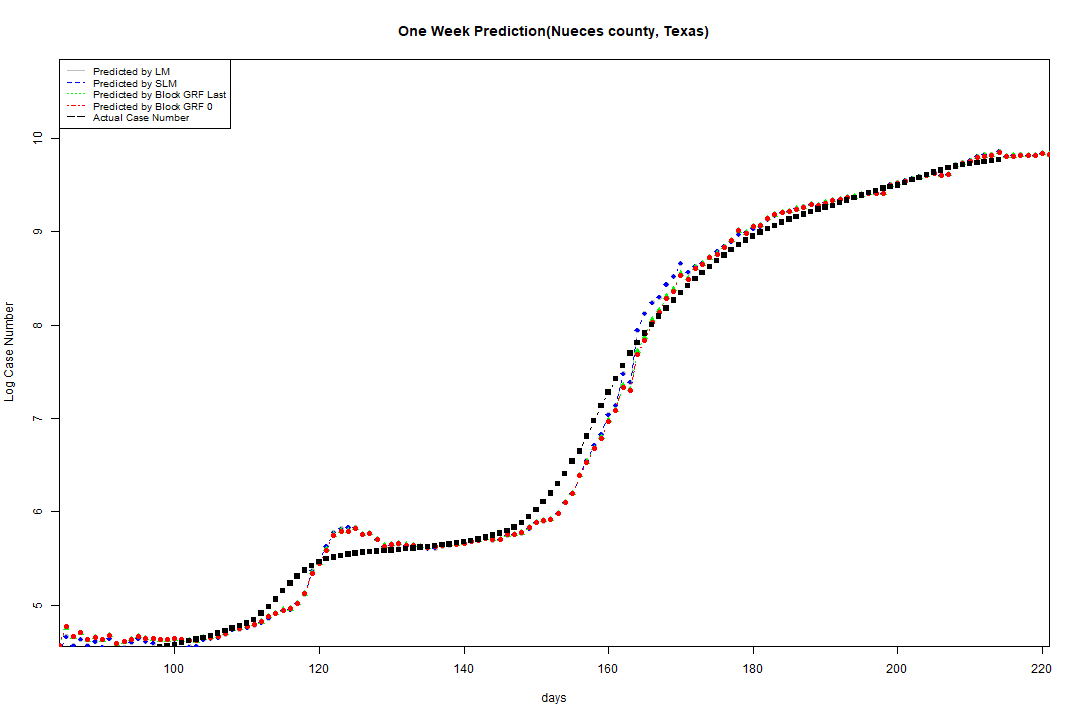 One Week Prediction(Nueces county, Texas)
Predicted by LM
Predicted by SLM
Predicted by Block GRF Last
Predicted by Block GRF 0
Actual Case Number
10
9
8
7
6
5
Log Case Number
100 120 140 160 180 200 220
days